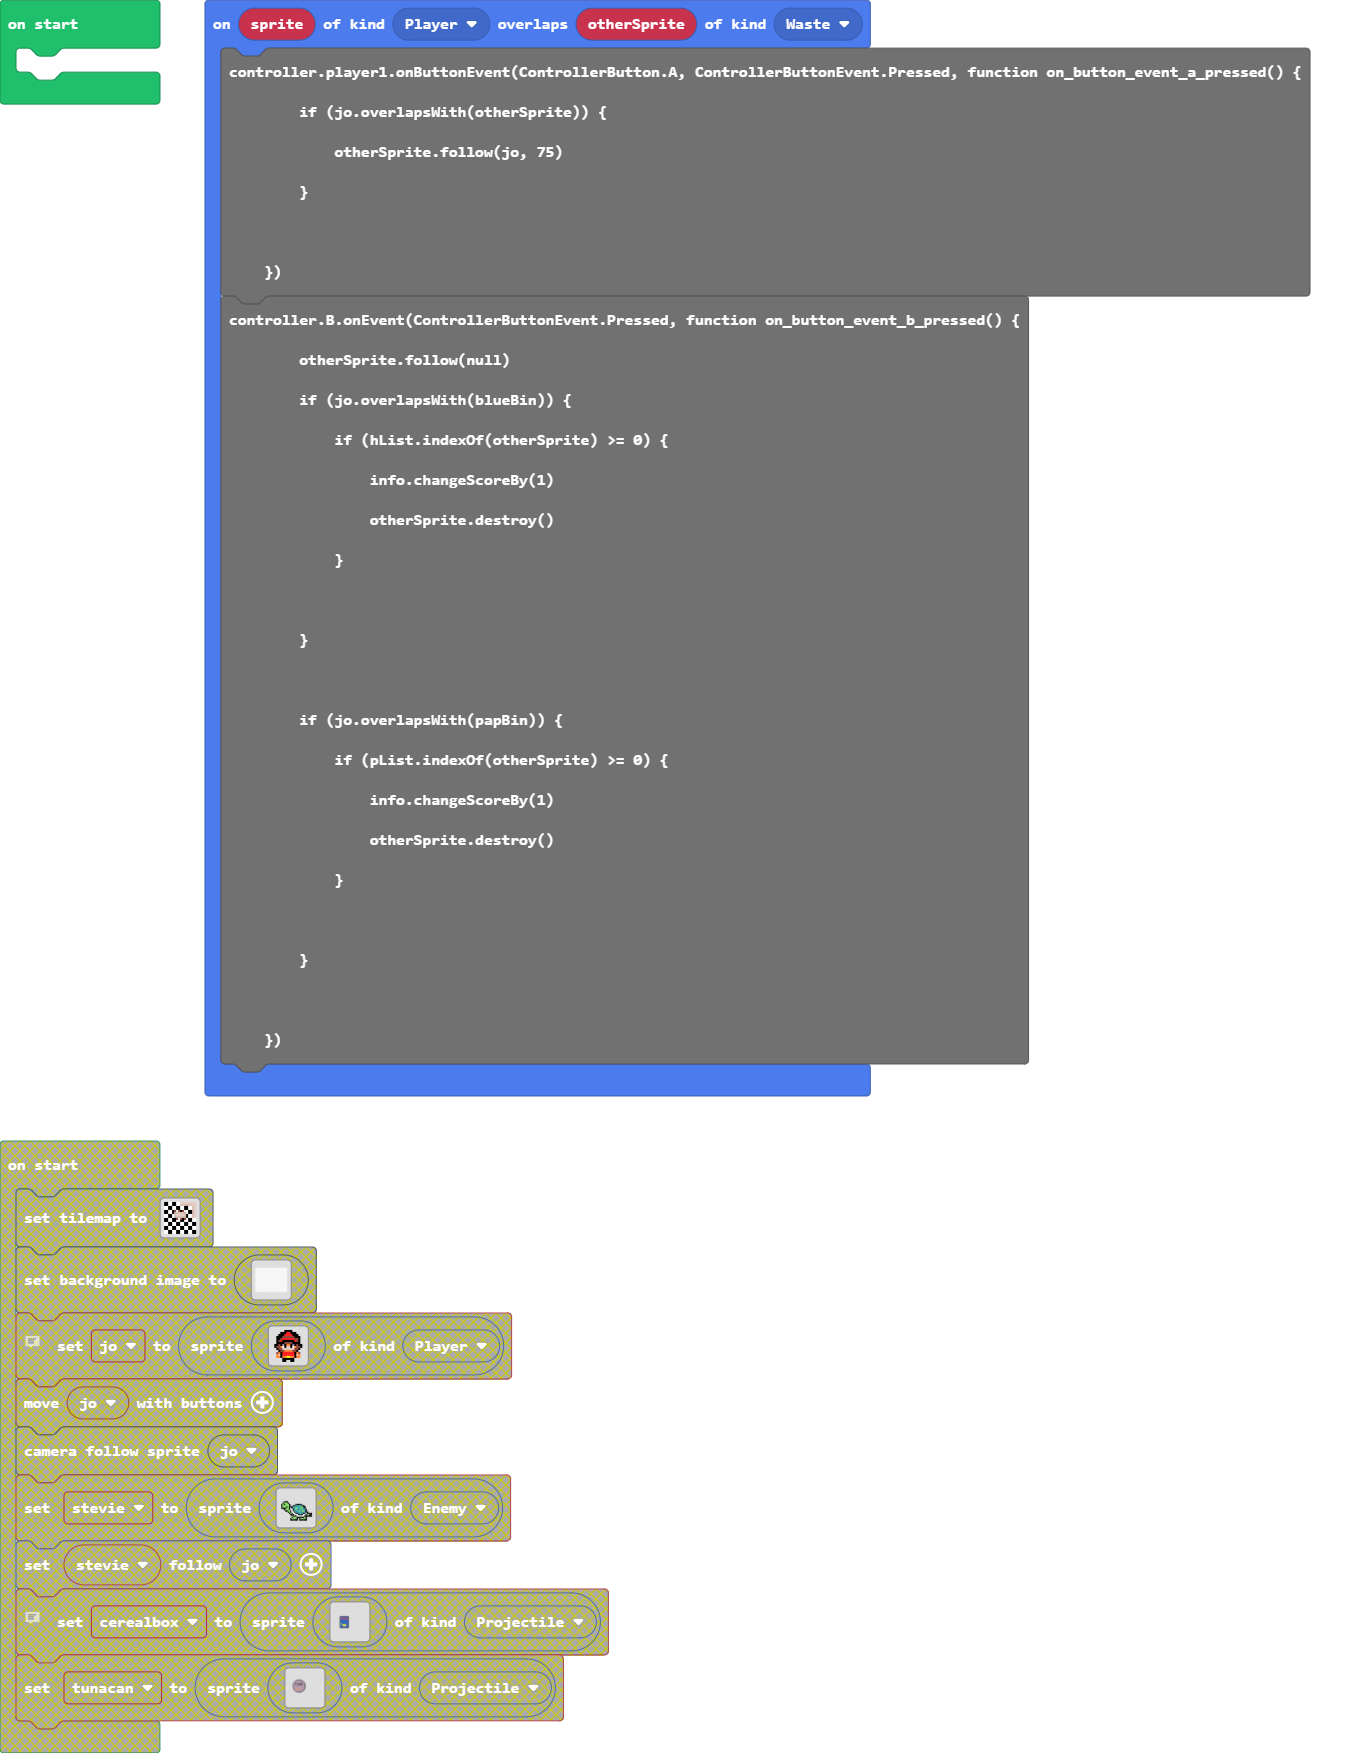 on start
on sprite of kind Player overlaps otherSprite of kind Waste
controller.player1.onButtonEvent(ControllerButton.A, ControllerButtonEvent.Pressed, function on_button_event_a_pressed() {
if (jo.overlapsWith(otherSprite)) {
otherSprite.follow(jo, 75)
}
})
controller.B.onEvent(ControllerButtonEvent.Pressed, function on_button_event_b_pressed() {
otherSprite.follow(null)
if (jo.overlapsWith(blueBin)) {
if (hList.indexOf(otherSprite) >= 0) {
info.changeScoreBy(1)
otherSprite.destroy()
}
}
if (jo.overlapsWith(papBin)) {
if (pList.indexOf(otherSprite) >= 0) {
info.changeScoreBy(1)
otherSprite.destroy()
}
}
})
on start
set tilemap to
set background image to
set jo to sprite of kind Player
move jo with buttons
camera follow sprite jo
set stevie to sprite of kind Enemy
set stevie follow jo
set cerealbox to sprite of kind Projectile
set tunacan to sprite of kind Projectile